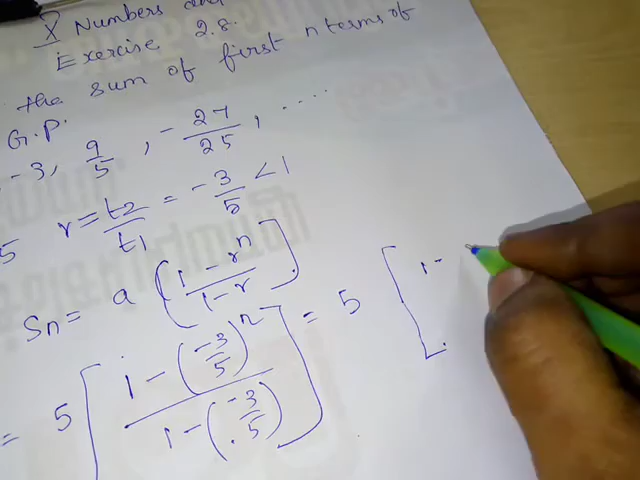 X Numbers and
Exercise 2.8.
the sum of first n terms of
G.P.
-3, 9/5, -27/25, ....
5 r = t2/t1 = -3/5 < 1
Sn = a [(1 - r^n)/(1 - r)]
= 5 [(1 - (-3/5)^n)/(1 - (-3/5))] = 5 [1 -